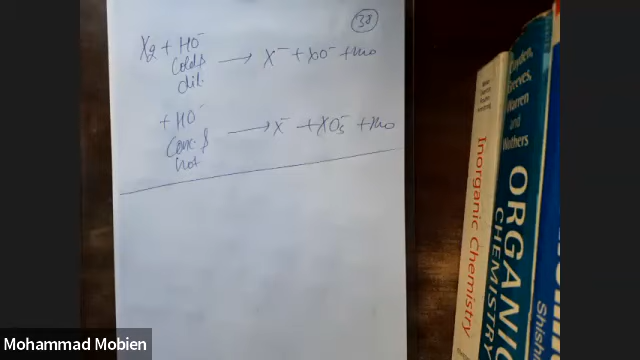 38
X2 + HO⁻ → X⁻ + XO⁻ + H2O
Cold &
dil.
+ HO⁻ → X⁻ + XO3⁻ + H2O
Conc. &
hot
Inorganic Chemistry
Clayden,
Greeves,
Warren
and
Wothers
ORGANIC
CHEMISTRY
Mohammad Mobien